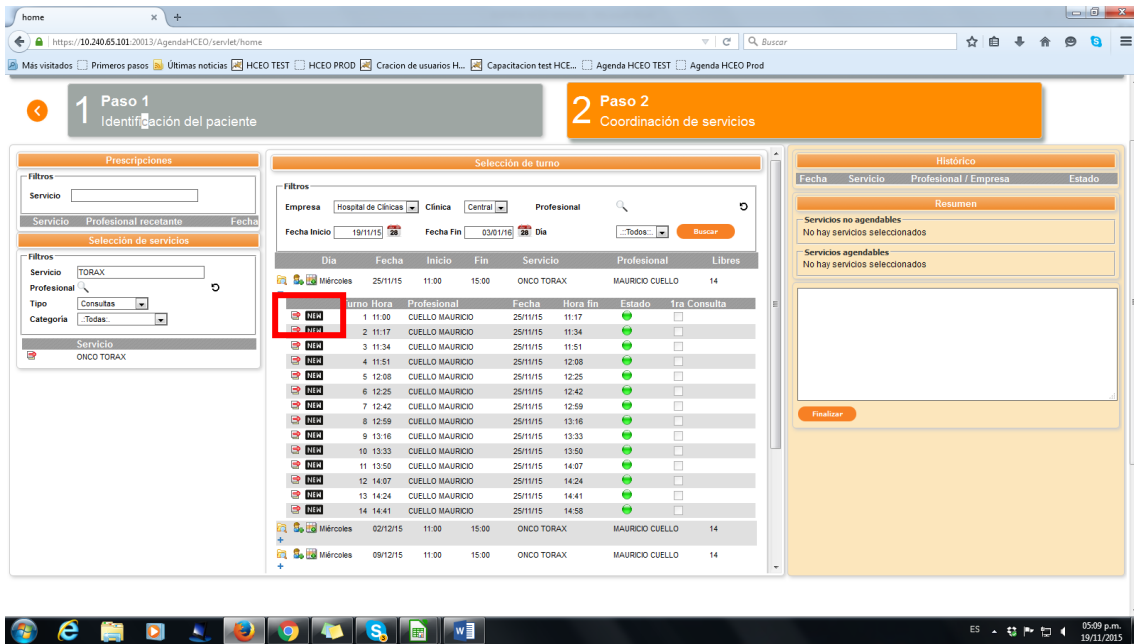 home
https://10.240.65.101:20013/AgendaHCEO/servlet/home
Buscar
Más visitados Primeros pasos Últimas noticias HCEO TEST HCEO PROD Cracion de usuarios H... Capacitacion test HCE... Agenda HCEO TEST Agenda HCEO Prod
1 Paso 1
Identificación del paciente
2 Paso 2
Coordinación de servicios
Prescripciones
Filtros
Servicio
Servicio Profesional recetante Fecha
Selección de servicios
Filtros
Servicio TORAX
Profesional
Tipo Consultas
Categoría .:Todas:.
Servicio
ONCO TORAX
Selección de turno
Filtros
Empresa Hospital de Clínicas Clínica Central Profesional
Fecha Inicio 19/11/15 28 Fecha Fin 03/01/16 28 Dia .::Todos::. Buscar
Dia Fecha Inicio Fin Servicio Profesional Libres
Miércoles 25/11/15 11:00 15:00 ONCO TORAX MAURICIO CUELLO 14
Turno Hora Profesional Fecha Hora fin Estado 1ra Consulta
NEW 1 11:00 CUELLO MAURICIO 25/11/15 11:17
NEW 2 11:17 CUELLO MAURICIO 25/11/15 11:34
NEW 3 11:34 CUELLO MAURICIO 25/11/15 11:51
NEW 4 11:51 CUELLO MAURICIO 25/11/15 12:08
NEW 5 12:08 CUELLO MAURICIO 25/11/15 12:25
NEW 6 12:25 CUELLO MAURICIO 25/11/15 12:42
NEW 7 12:42 CUELLO MAURICIO 25/11/15 12:59
NEW 8 12:59 CUELLO MAURICIO 25/11/15 13:16
NEW 9 13:16 CUELLO MAURICIO 25/11/15 13:33
NEW 10 13:33 CUELLO MAURICIO 25/11/15 13:50
NEW 11 13:50 CUELLO MAURICIO 25/11/15 14:07
NEW 12 14:07 CUELLO MAURICIO 25/11/15 14:24
NEW 13 14:24 CUELLO MAURICIO 25/11/15 14:41
NEW 14 14:41 CUELLO MAURICIO 25/11/15 14:58
Miércoles 02/12/15 11:00 15:00 ONCO TORAX MAURICIO CUELLO 14
Miércoles 09/12/15 11:00 15:00 ONCO TORAX MAURICIO CUELLO 14
Histórico
Fecha Servicio Profesional / Empresa Estado
Resumen
Servicios no agendables
No hay servicios seleccionados
Servicios agendables
No hay servicios seleccionados
Finalizar
ES 05:09 p.m.
19/11/2015